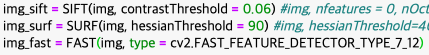 img_sift = SIFT(img, contrastThreshold = 0.06) #img, nfeatures = 0, nOct
img_surf = SURF(img, hessianThreshold = 90) #img, hessianThreshold=40
img_fast = FAST(img, type = cv2.FAST_FEATURE_DETECTOR_TYPE_7_12)